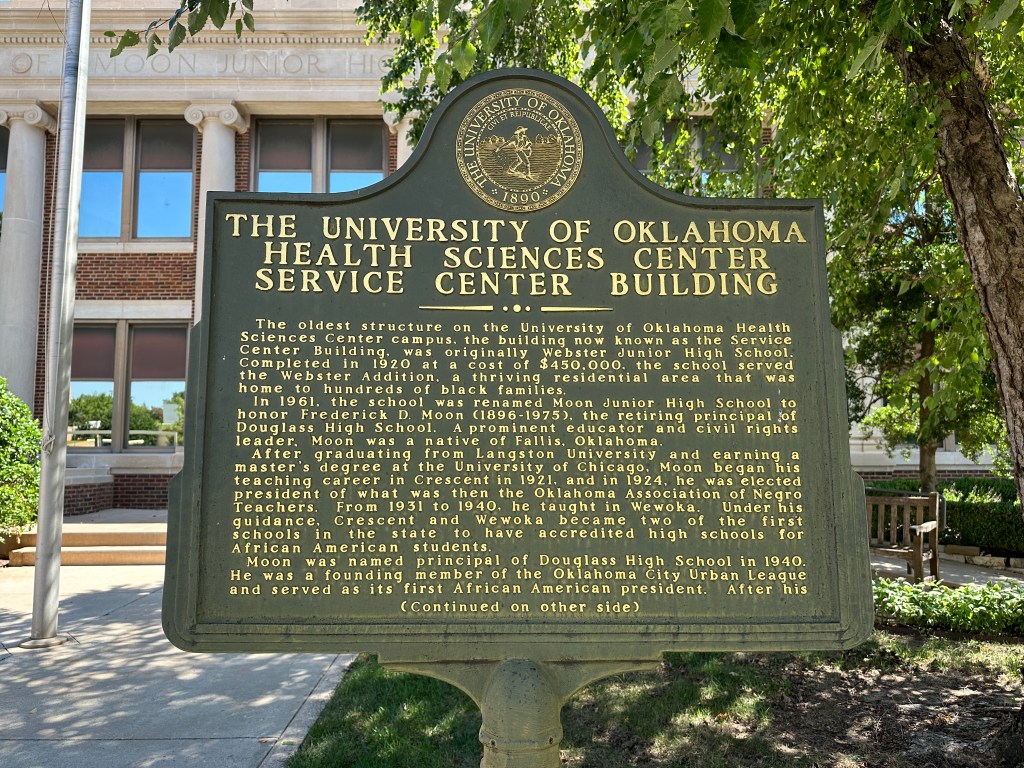 OF MOON JUNIOR HIG
THE UNIVERSITY OF OKLAHOMA
CIVI ET REIPUBLICAE
1890
THE UNIVERSITY OF OKLAHOMA
HEALTH SCIENCES CENTER
SERVICE CENTER BUILDING
The oldest structure on the University of Oklahoma Health
Sciences Center campus, the building now known as the Service
Center Building, was originally Webster Junior High School.
Completed in 1920 at a cost of $450,000, the school served
the Webster Addition, a thriving residential area that was
home to hundreds of black families.
In 1961, the school was renamed Moon Junior High School to
honor Frederick D. Moon (1896-1975), the retiring principal of
Douglass High School. A prominent educator and civil rights
leader, Moon was a native of Fallis, Oklahoma.
After graduating from Langston University and earning a
master's degree at the University of Chicago, Moon began his
teaching career in Crescent in 1921, and in 1924, he was elected
president of what was then the Oklahoma Association of Negro
Teachers. From 1931 to 1940, he taught in Wewoka. Under his
guidance, Crescent and Wewoka became two of the first
schools in the state to have accredited high schools for
African American students.
Moon was named principal of Douglass High School in 1940.
He was a founding member of the Oklahoma City Urban League
and served as its first African American president. After his
(Continued on other side)